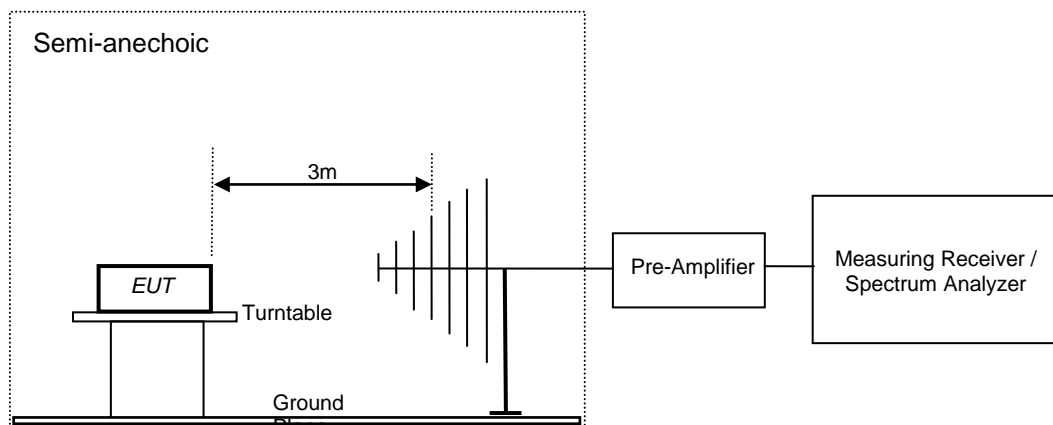 Semi-anechoic
3m
EUT
Turntable
Ground
Pre-Amplifier
Measuring Receiver /
Spectrum Analyzer